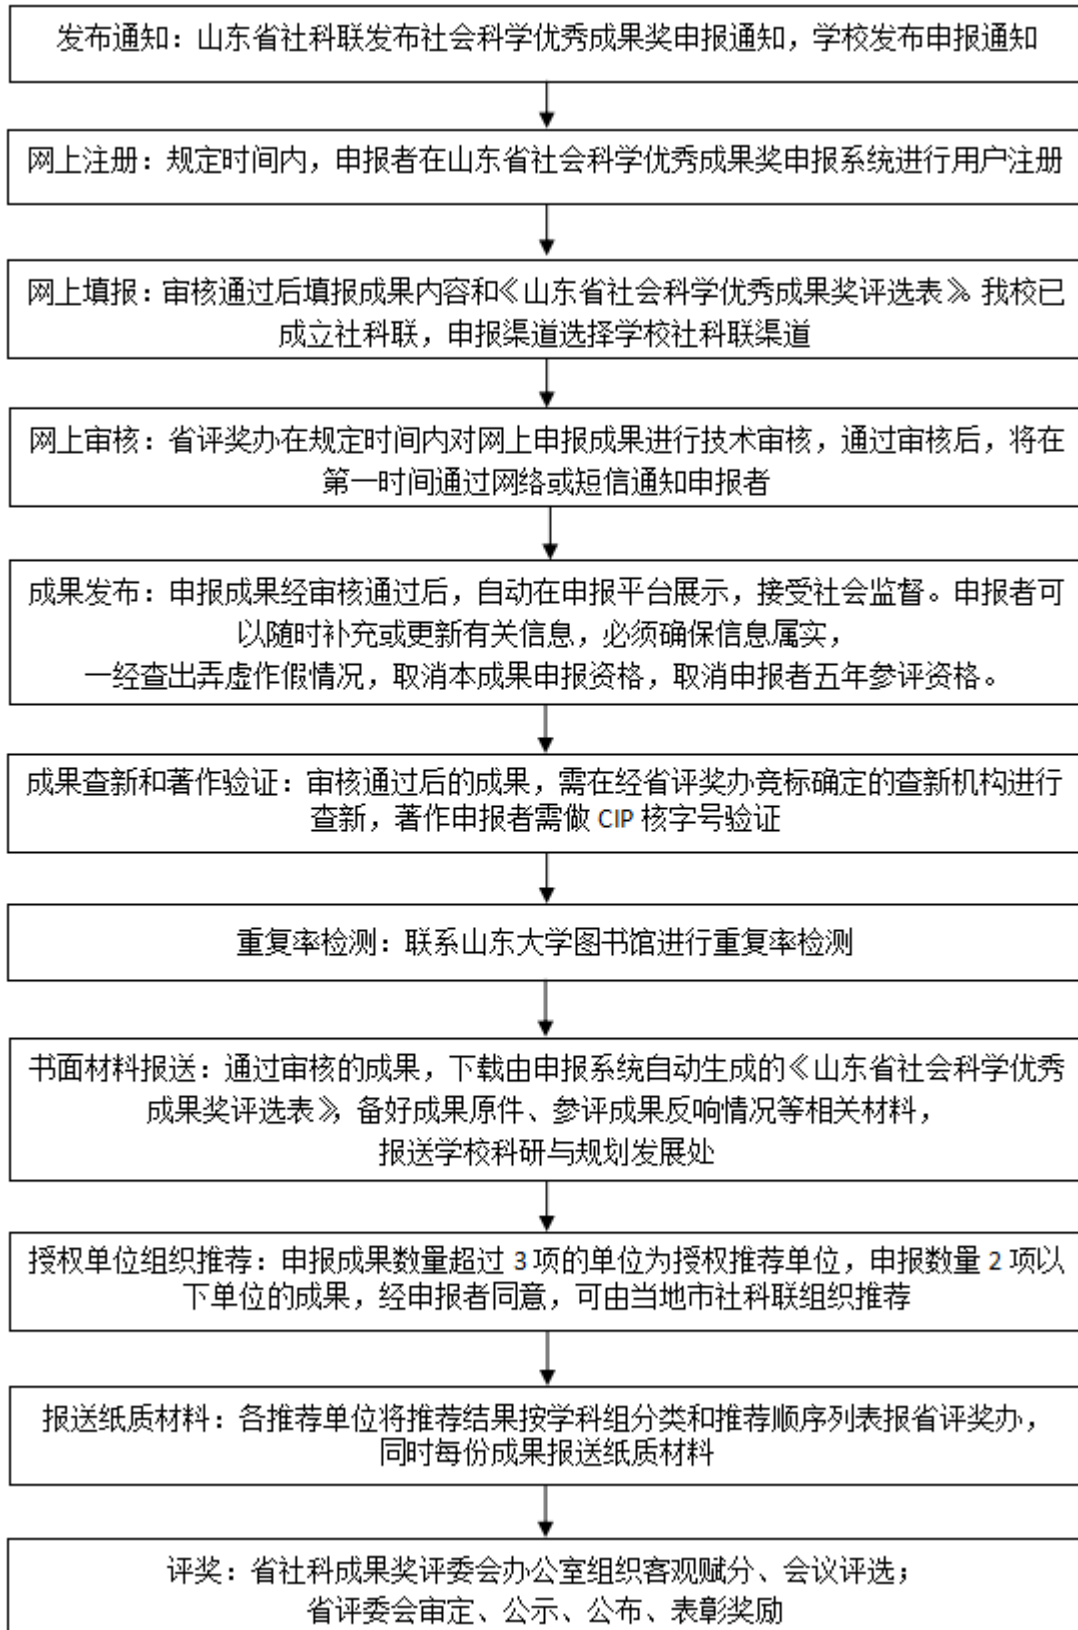 发布通知：山东省社科联发布社会科学优秀成果奖申报通知，学校发布申报通知
网上注册：规定时间内，申报者在山东省社会科学优秀成果奖申报系统进行用户注册
网上填报：审核通过后填报成果内容和《山东省社会科学优秀成果奖评选表》。我校已
成立社科联，申报渠道选择学校社科联渠道
网上审核：省评奖办在规定时间内对网上申报成果进行技术审核，通过审核后，将在
第一时间通过网络或短信通知申报者
成果发布：申报成果经审核通过后，自动在申报平台展示，接受社会监督。申报者可
以随时补充或更新有关信息，必须确保信息属实，
一经查出弄虚作假情况，取消本成果申报资格，取消申报者五年参评资格。
成果查新和著作验证：审核通过后的成果，需在经省评奖办竞标确定的查新机构进行
查新，著作申报者需做 CIP 核字号验证
重复率检测：联系山东大学图书馆进行重复率检测
书面材料报送：通过审核的成果，下载由申报系统自动生成的《山东省社会科学优秀
成果奖评选表》，备好成果原件、参评成果反响情况等相关材料，
报送学校科研与规划发展处
授权单位组织推荐：申报成果数量超过 3 项的单位为授权推荐单位，申报数量 2 项以
下单位的成果，经申报者同意，可由当地市社科联组织推荐
报送纸质材料：各推荐单位将推荐结果按学科组分类和推荐顺序列表报省评奖办，
同时每份成果报送纸质材料
评奖：省社科成果奖评委会办公室组织客观赋分、会议评选；
省评委会审定、公示、公布、表彰奖励